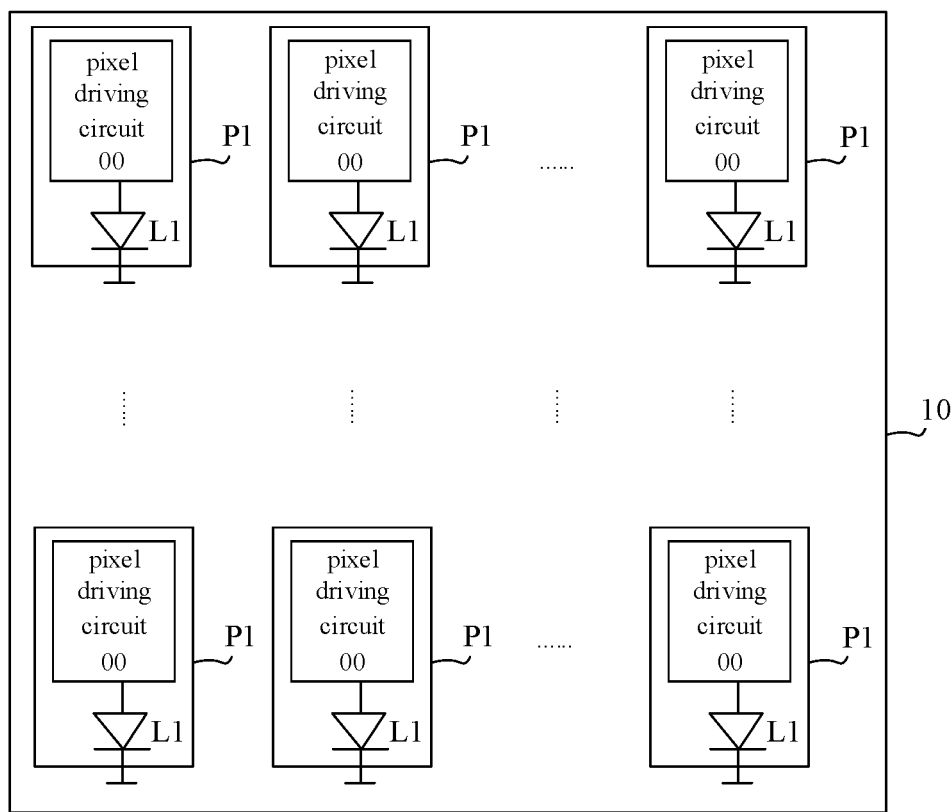 pixel
driving
circuit
00
P1
L1
pixel
driving
circuit
00
P1
L1
......
pixel
driving
circuit
00
P1
L1
10
pixel
driving
circuit
00
P1
L1
pixel
driving
circuit
00
P1
L1
......
pixel
driving
circuit
00
P1
L1